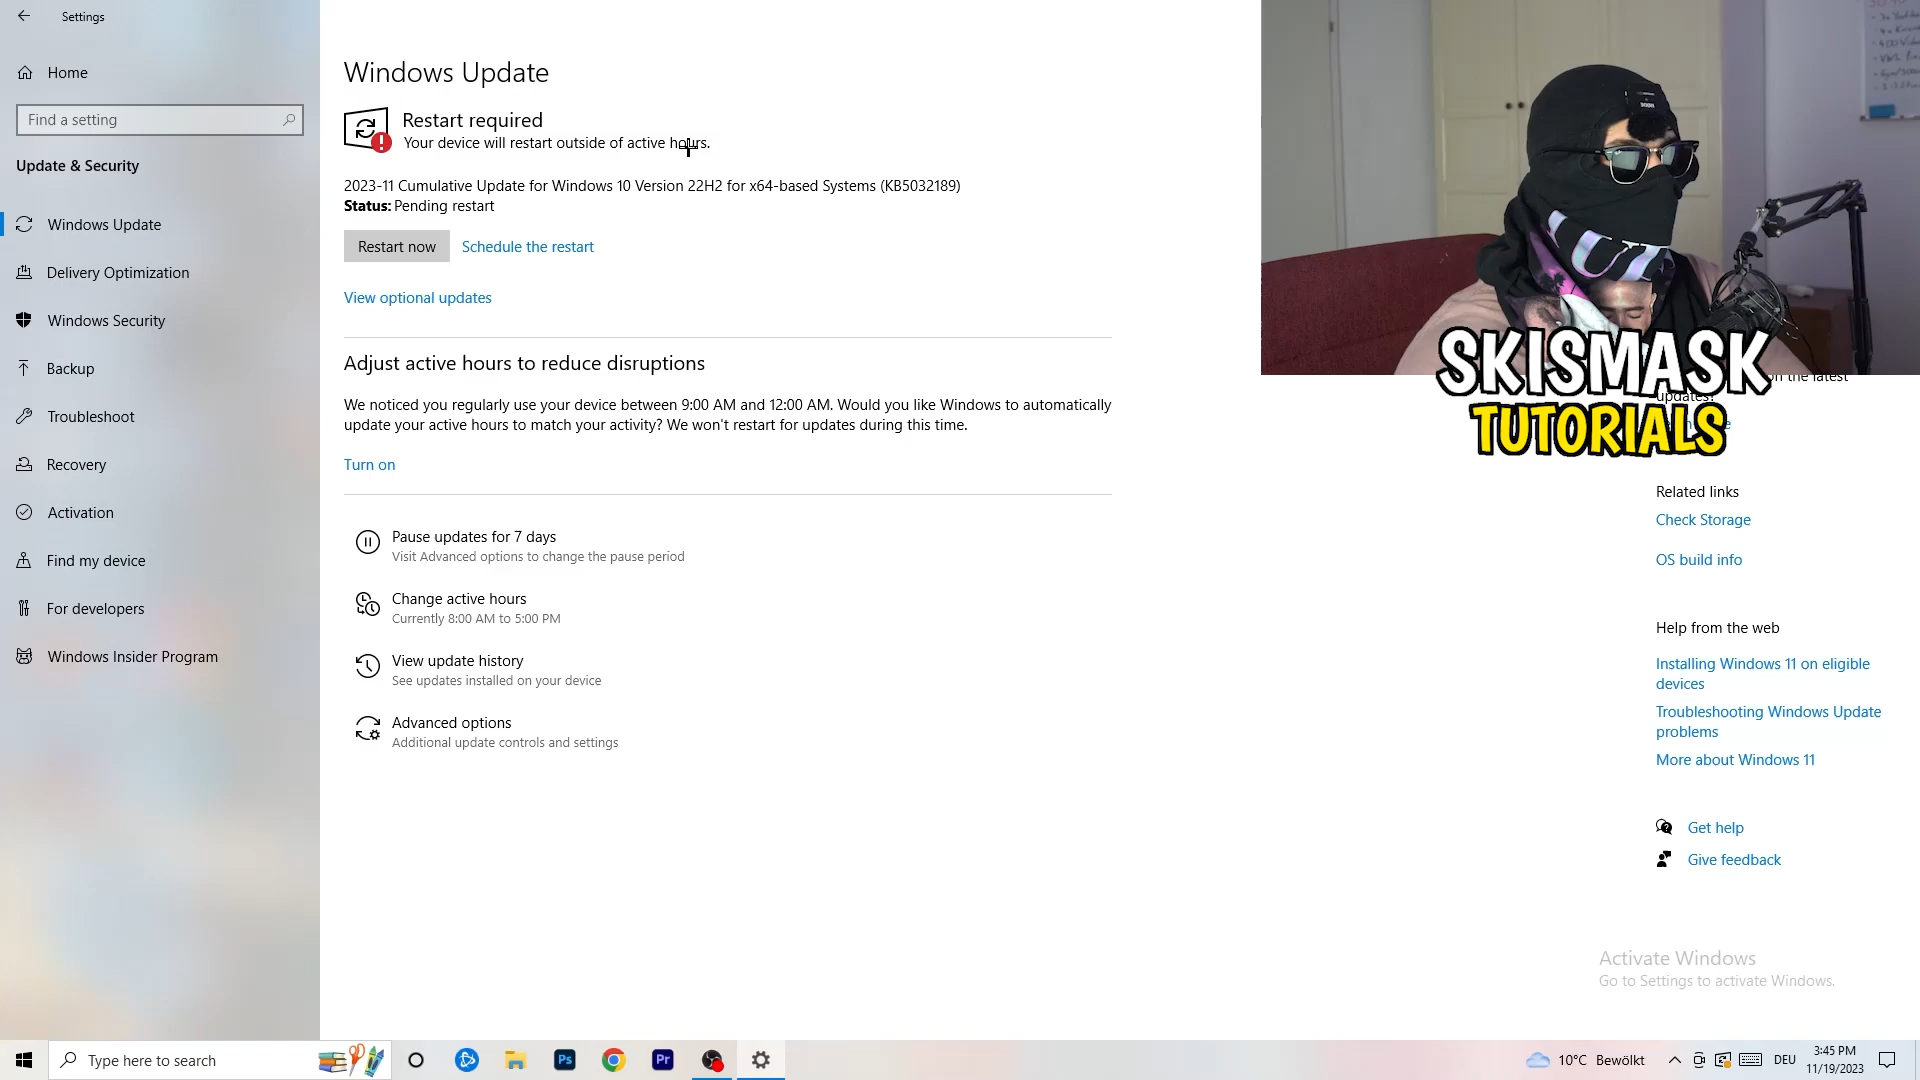 Settings
Home
Find a setting
Update & Security
Windows Update
Delivery Optimization
Windows Security
Backup
Troubleshoot
Recovery
Activation
Find my device
For developers
Windows Insider Program
Windows Update
Restart required
Your device will restart outside of active hours.
2023-11 Cumulative Update for Windows 10 Version 22H2 for x64-based Systems (KB5032189)
Status: Pending restart
Restart now
Schedule the restart
View optional updates
Adjust active hours to reduce disruptions
We noticed you regularly use your device between 9:00 AM and 12:00 AM. Would you like Windows to automatically
update your active hours to match your activity? We won't restart for updates during this time.
Turn on
Pause updates for 7 days
Visit Advanced options to change the pause period
Change active hours
Currently 8:00 AM to 5:00 PM
View update history
See updates installed on your device
Advanced options
Additional update controls and settings
SKISMASK
TUTORIALS
on the latest
updates?
Related links
Check Storage
OS build info
Help from the web
Installing Windows 11 on eligible
devices
Troubleshooting Windows Update
problems
More about Windows 11
Get help
Give feedback
Activate Windows
Go to Settings to activate Windows.
Type here to search
Ps
Pr
10°C Bewölkt
DEU
3:45 PM
11/19/2023